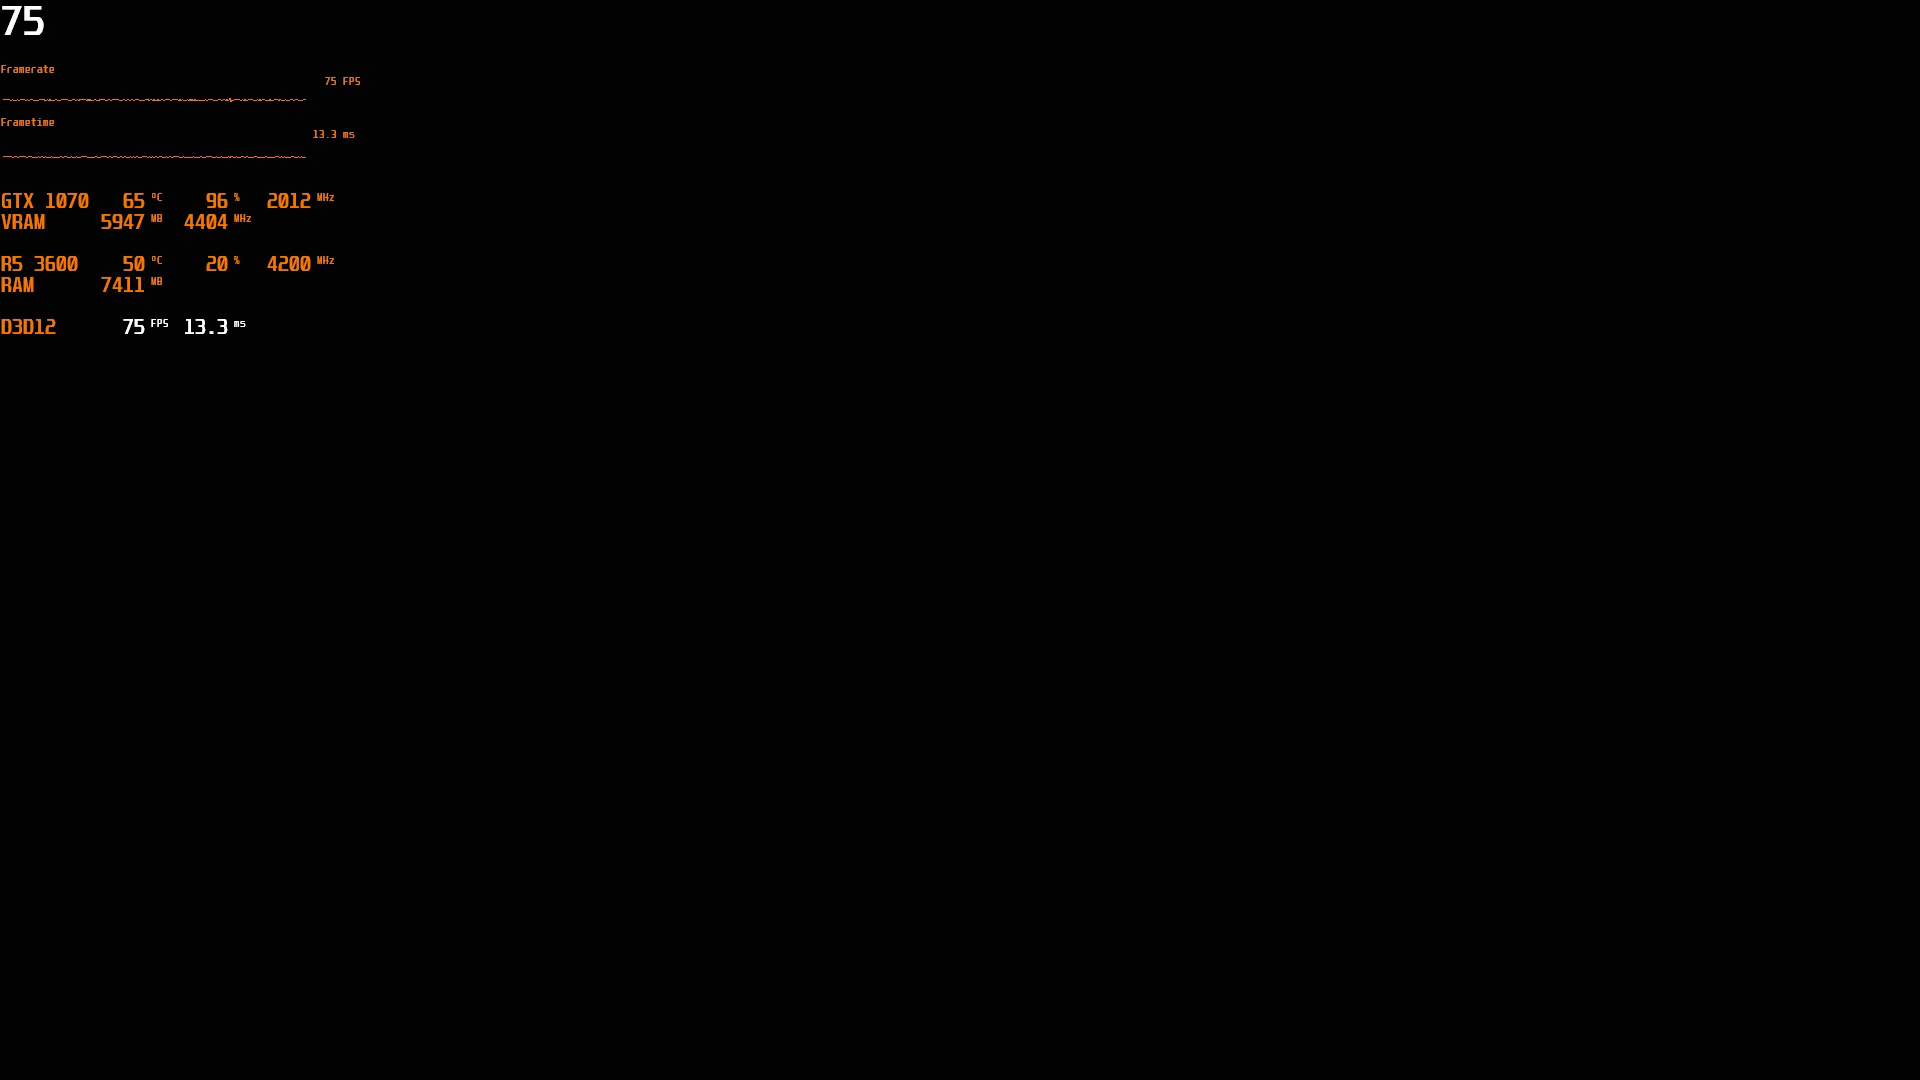 75
Framerate
75 FPS
Frametime
13.3 ms
GTX 1070 65 °C 96 % 2012 MHz
VRAM 5947 MB 4404 MHz
R5 3600 50 °C 20 % 4200 MHz
RAM 7411 MB
D3D12 75 FPS 13.3 ms